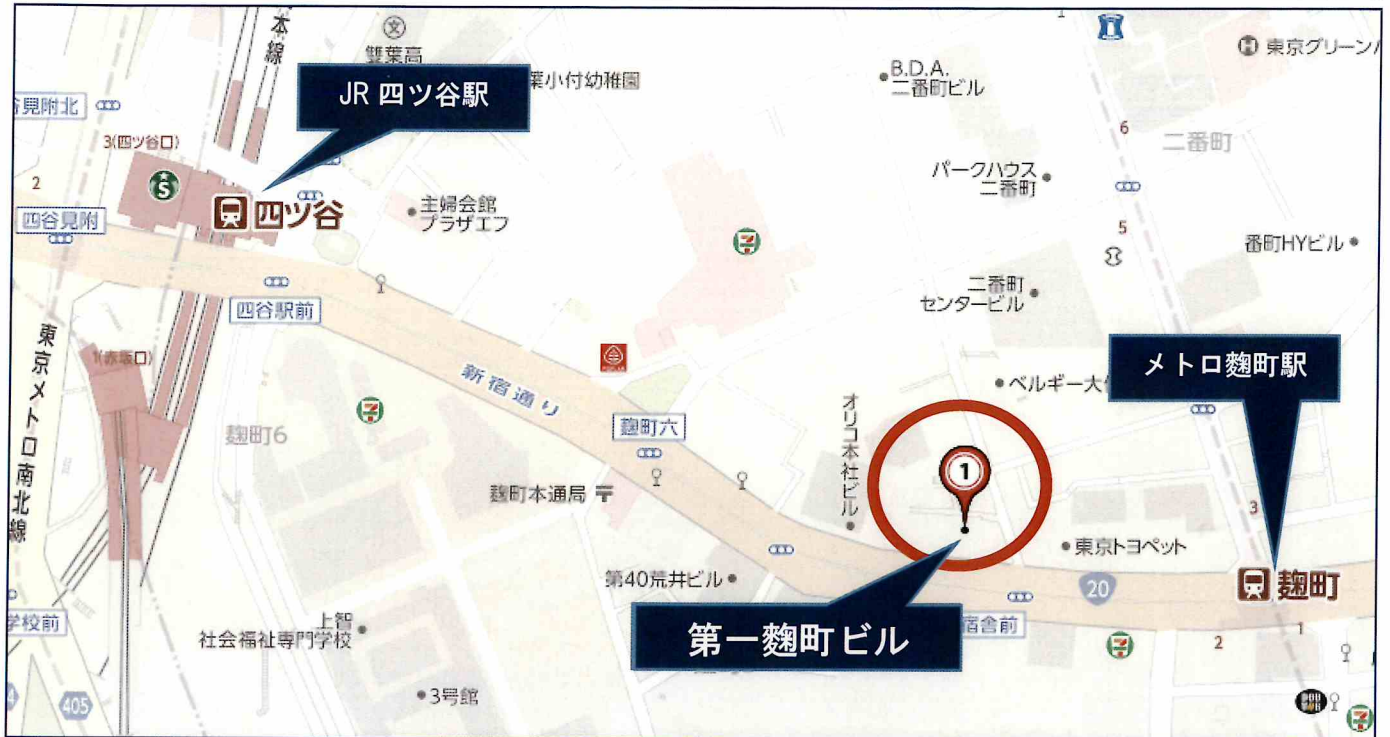 本線
文
雙葉高
葉小付幼稚園
JR 四ツ谷駅
谷見附北
3(四ツ谷口)
2
四谷見附
四ツ谷
主婦会館
プラザエフ
四谷駅前
1(赤坂口)
東京メトロ南北線
新宿通り
麹町6
麹町六
麹町本通局
上智
社会福祉専門学校
3号館
学校前
405
B.D.A.
二番町ビル
東京グリーン
6
二番町
パークハウス
二番町
5
番町HYビル
二番町
センタービル
メトロ麹町駅
ベルギー大
オリコ本社ビル
1
3
東京トヨペット
20
麹町
第40荒井ビル
第一麹町ビル
宿舎前
2
1